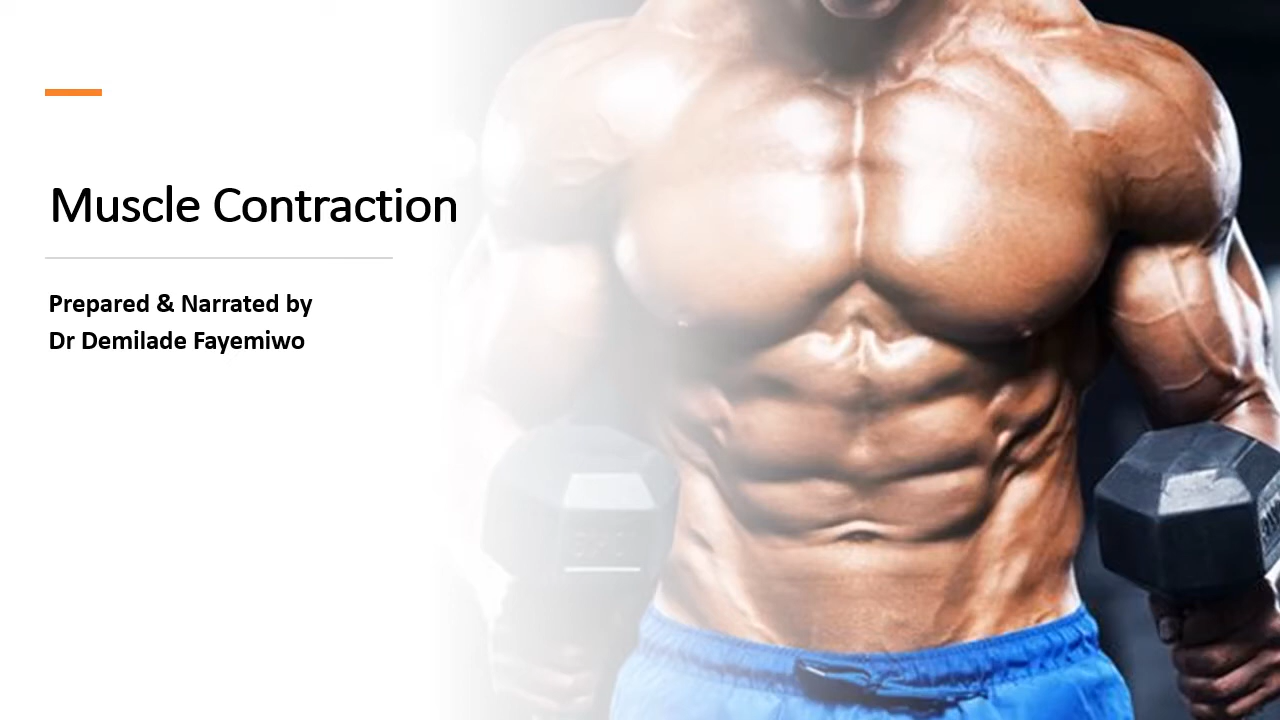 Muscle Contraction
Prepared & Narrated by
Dr Demilade Fayemiwo